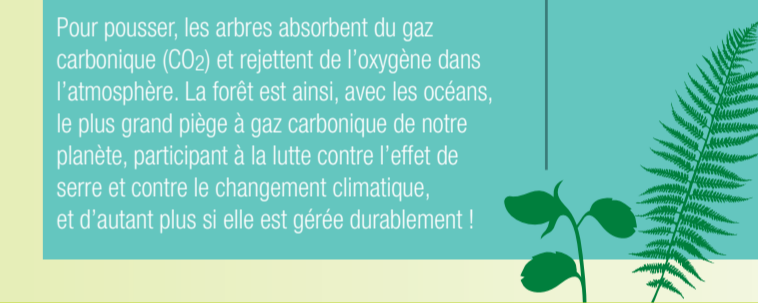 Pour pousser, les arbres absorbent du gaz
carbonique (CO2) et rejettent de l'oxygène dans
l'atmosphère. La forêt est ainsi, avec les océans,
le plus grand piège à gaz carbonique de notre
planète, participant à la lutte contre l'effet de
serre et contre le changement climatique,
et d'autant plus si elle est gérée durablement !